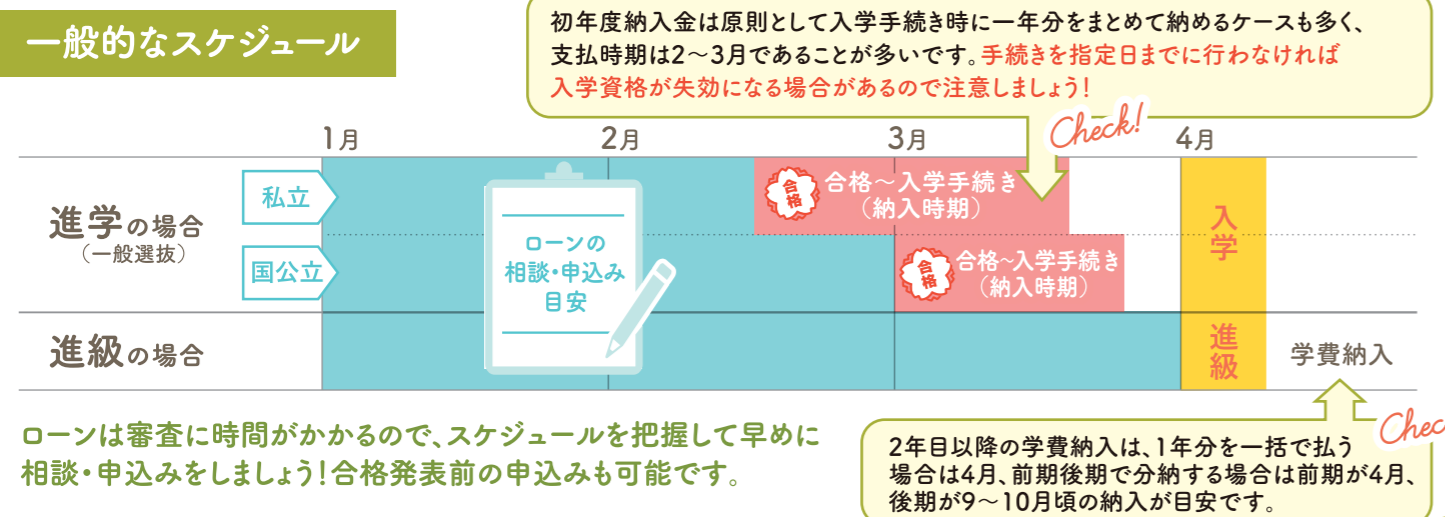 一般的なスケジュール
初年度納入金は原則として入学手続き時に一年分をまとめて納めるケースも多く、
支払時期は2〜3月であることが多いです。手続きを指定日までに行わなければ
入学資格が失効になる場合があるので注意しましょう!
Check!
1月 2月 3月 4月
進学の場合
(一般選抜)
私立
国公立
ローンの
相談・申込み
目安
合格
合格〜入学手続き
(納入時期)
合格
合格~入学手続き
(納入時期)
入学
進級の場合
進級
学費納入
ローンは審査に時間がかかるので、スケジュールを把握して早めに
相談・申込みをしましょう!合格発表前の申込みも可能です。
Chec
2年目以降の学費納入は、1年分を一括で払う
場合は4月、前期後期で分納する場合は前期が4月、
後期が9〜10月頃の納入が目安です。